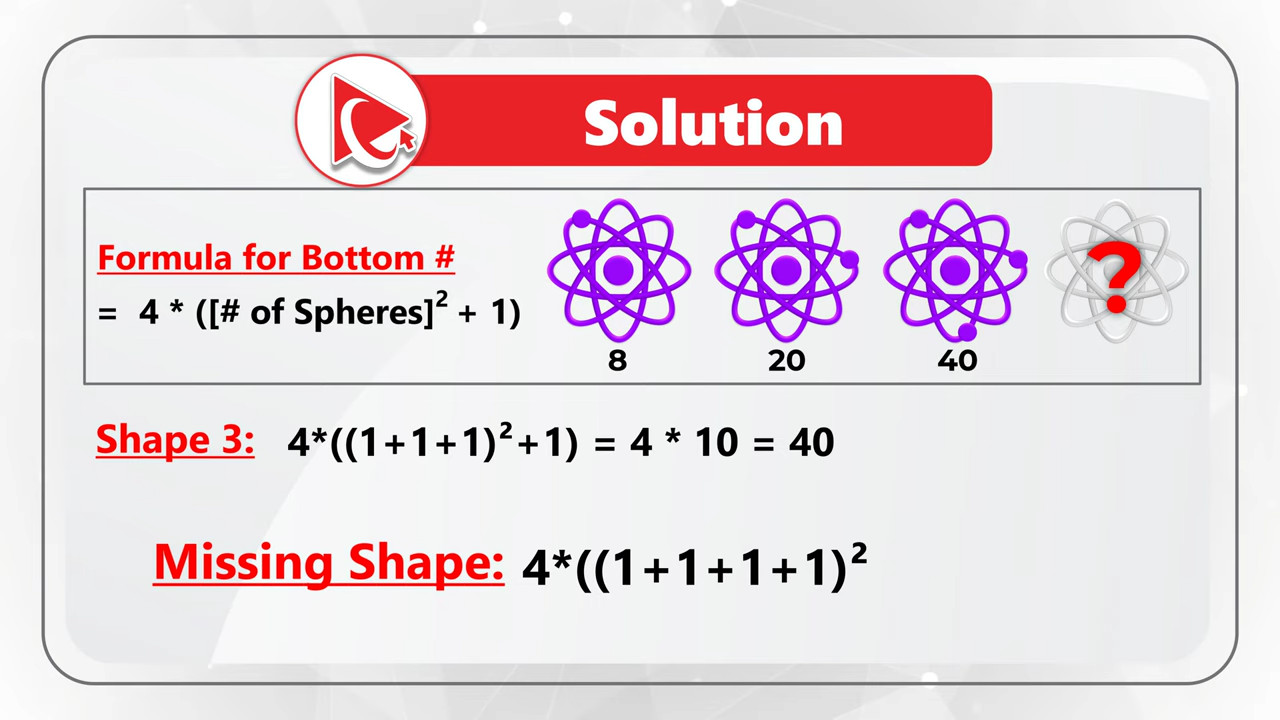 Solution
Formula for Bottom #
= 4 * ([# of Spheres]² + 1)
?
8 20 40
Shape 3: 4*((1+1+1)²+1) = 4 * 10 = 40
Missing Shape: 4*((1+1+1+1)²